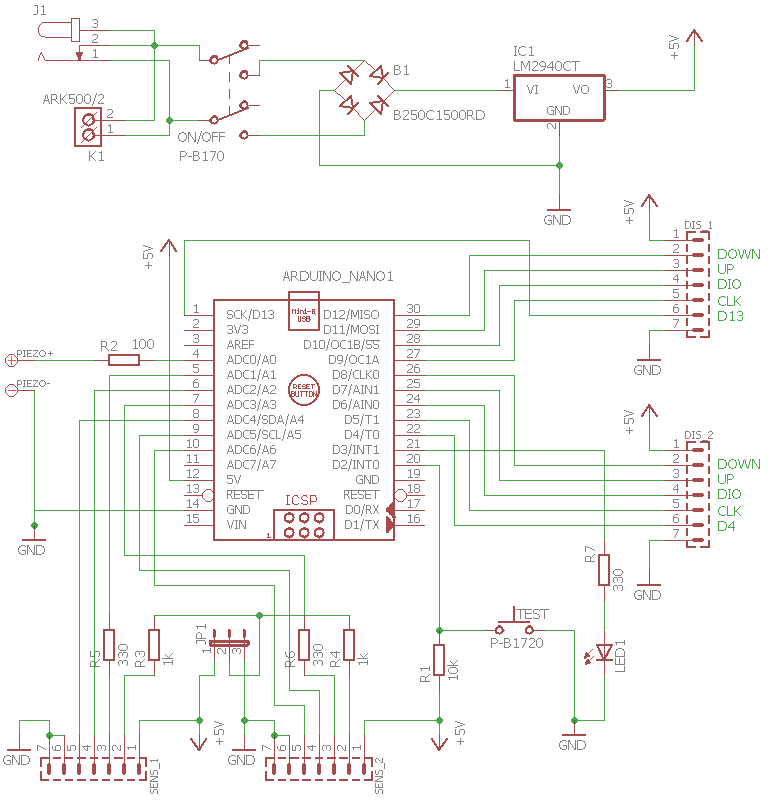 J1
3
2
1
ARK500/2
2
1
K1
ON/OFF
P-B170
B1
B250C1500RD
IC1
LM2940CT
1
VI
VO
3
GND
2
GND
+5V
+5V
DIS_1
1
2
3
4
5
6
7
DOWN
UP
DIO
CLK
D13
GND
+5V
ARDUINO_NANO1
Mini-B
USB
1 SCK/D13 D12/MISO 30
2 3V3 D11/MOSI 29
3 AREF D10/OC1B/SS 28
4 ADC0/A0 D9/OC1A 27
5 ADC1/A1 D8/CLK0 26
6 ADC2/A2 D7/AIN1 25
7 ADC3/A3 D6/AIN0 24
8 ADC4/SDA/A4 D5/T1 23
9 ADC5/SCL/A5 D4/T0 22
10 ADC6/A6 D3/INT1 21
11 ADC7/A7 D2/INT0 20
12 5V GND 19
13 RESET RESET 18
14 GND D0/RX 17
15 VIN D1/TX 16
RESET
BUTTON
ICSP
1
PIEZO+
R2
100
PIEZO-
GND
+5V
DIS_2
1
2
3
4
5
6
7
DOWN
UP
DIO
CLK
D4
GND
R7
330
LED1
TEST
P-B1720
GND
R1
10k
+5V
R5
330
R3
1k
JP1
1
2
3
R6
330
R4
1k
+5V
GND
GND
7
6
5
4
3
2
1
SENS_1
7
6
5
4
3
2
1
SENS_2